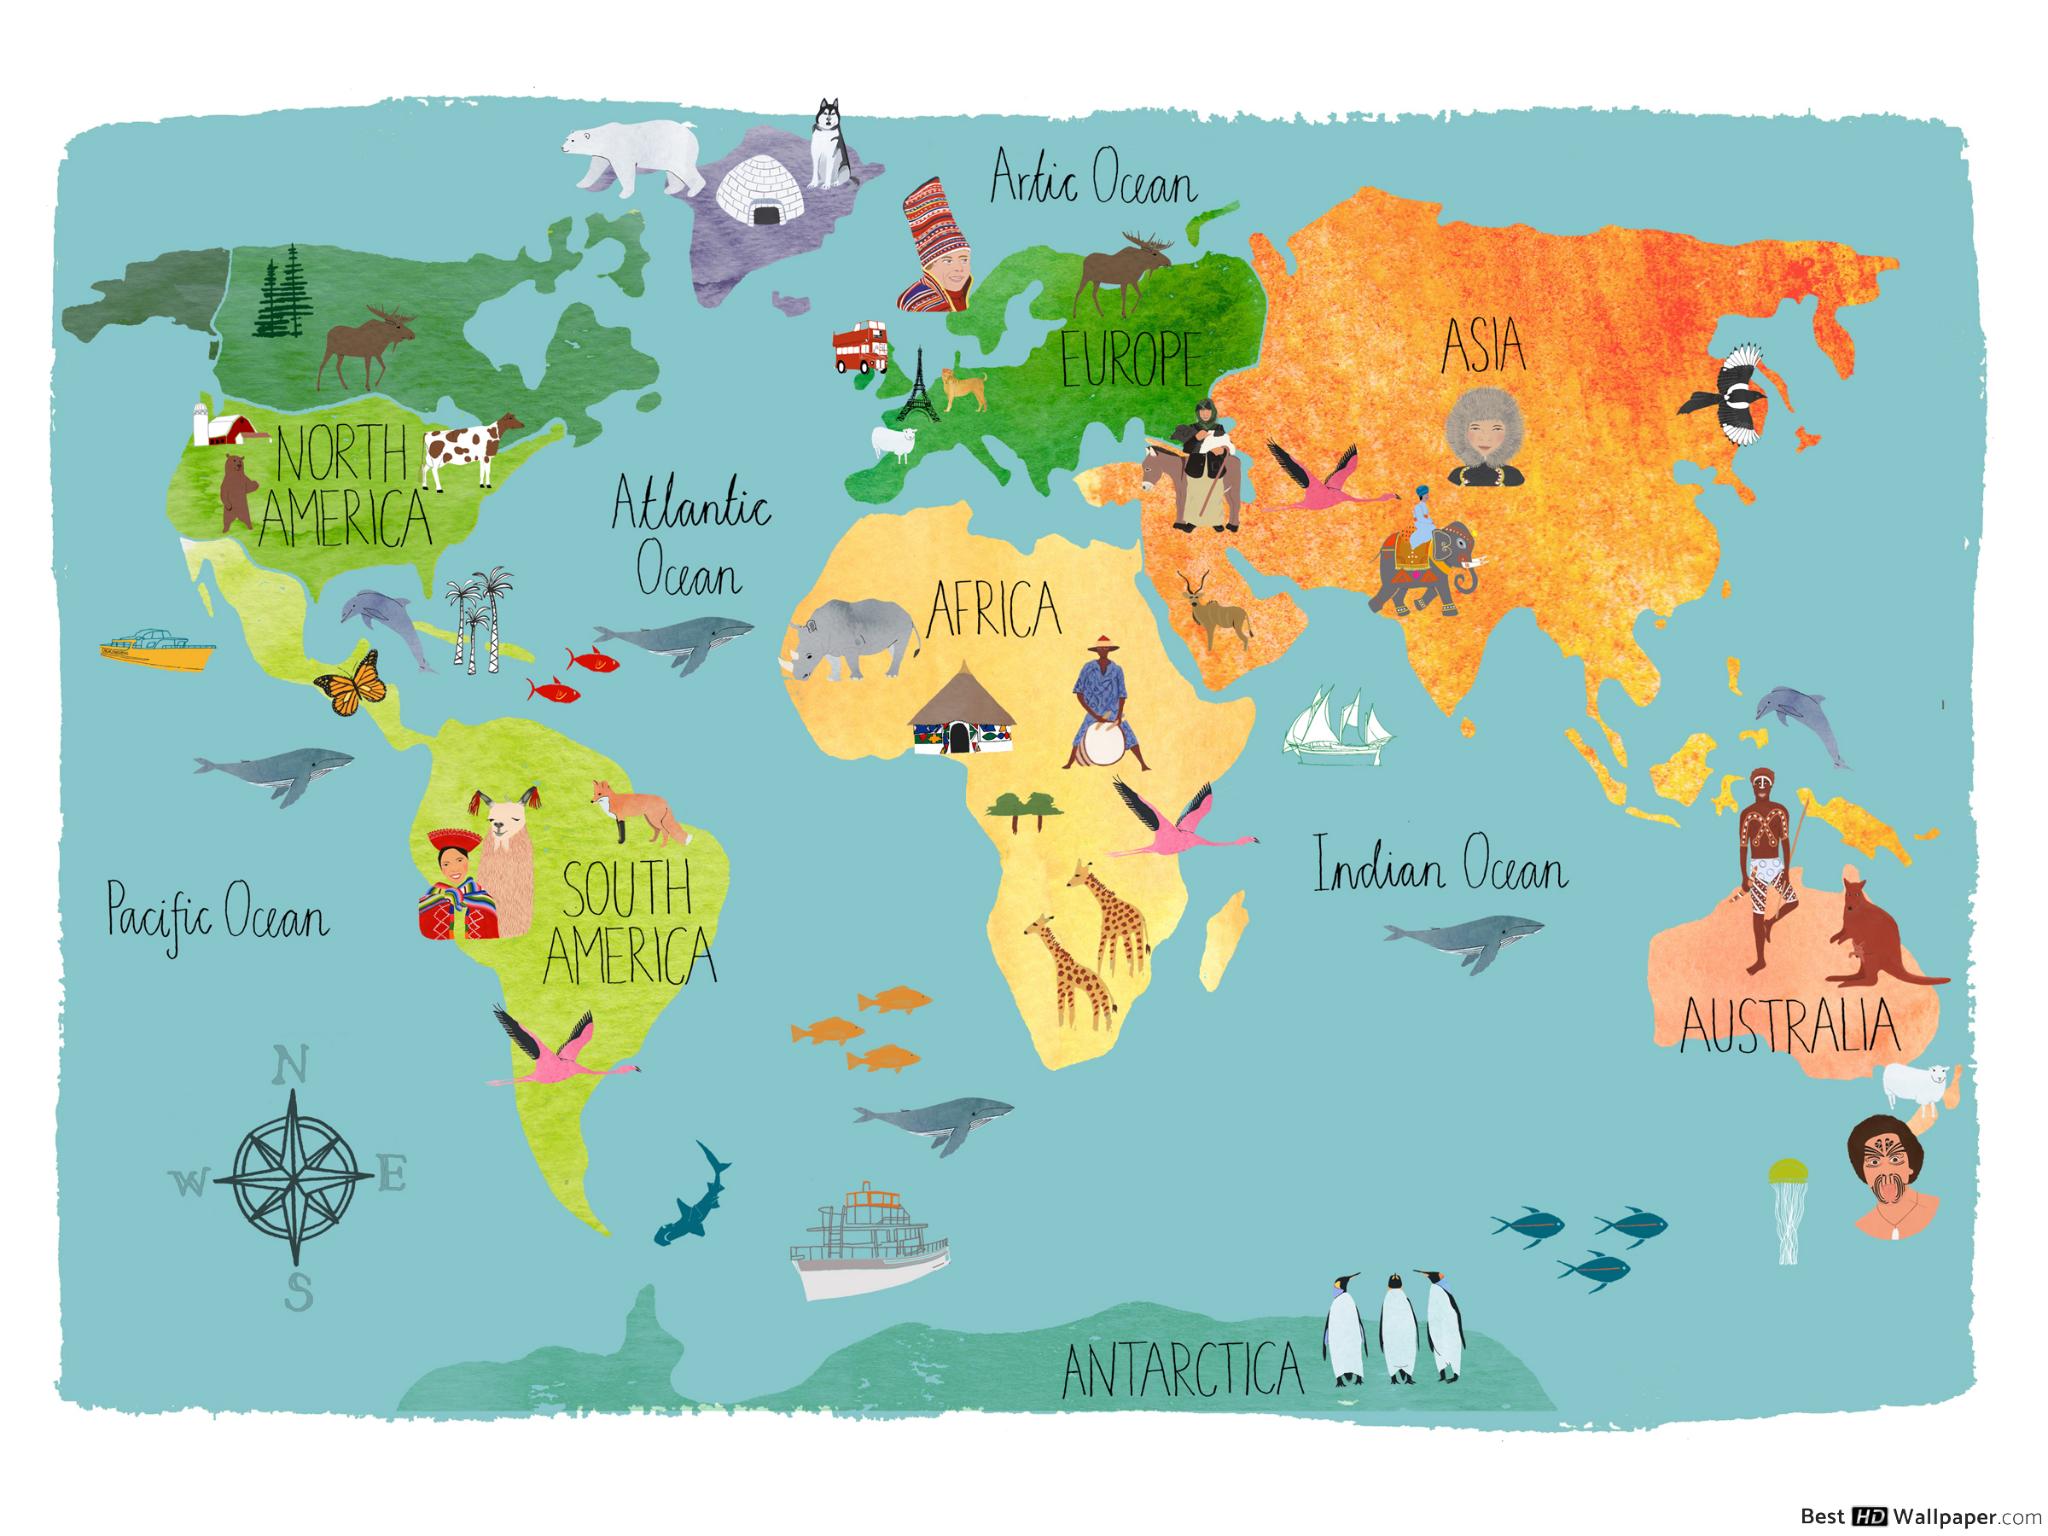 Artic Ocean
EUROPE
ASIA
NORTH
AMERICA
Atlantic
Ocean
AFRICA
SOUTH
AMERICA
Pacific Ocean
Indian Ocean
AUSTRALIA
N
W
E
S
ANTARCTICA
Best HD Wallpaper.com